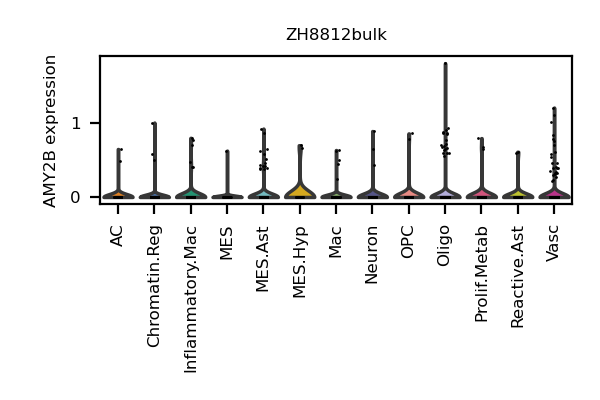 ZH8812bulk
AMY2B expression
1
0
AC
Chromatin.Reg
Inflammatory.Mac
MES
MES.Ast
MES.Hyp
Mac
Neuron
OPC
Oligo
Prolif.Metab
Reactive.Ast
Vasc